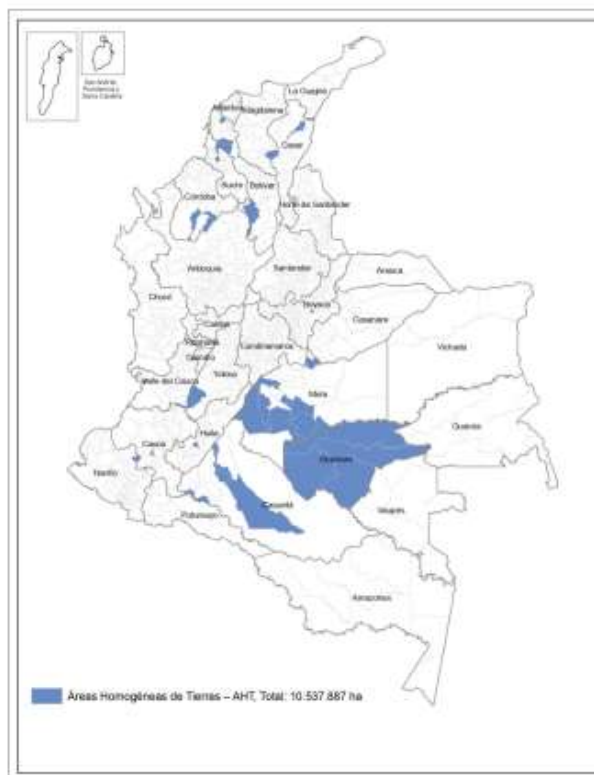 San Andrés
Providencia y
Santa Catalina
La Guajira
Atlántico
Magdalena
Cesar
Sucre
Bolívar
Córdoba
Norte de Santander
Antioquia
Santander
Arauca
Chocó
Boyacá
Casanare
Caldas
Cundinamarca
Vichada
Risaralda
Quindío
Tolima
Valle del Cauca
Meta
Guainía
Huila
Cauca
Guaviare
Nariño
Caquetá
Vaupés
Putumayo
Amazonas
Áreas Homogéneas de Tierras – AHT, Total: 10.537.887 ha